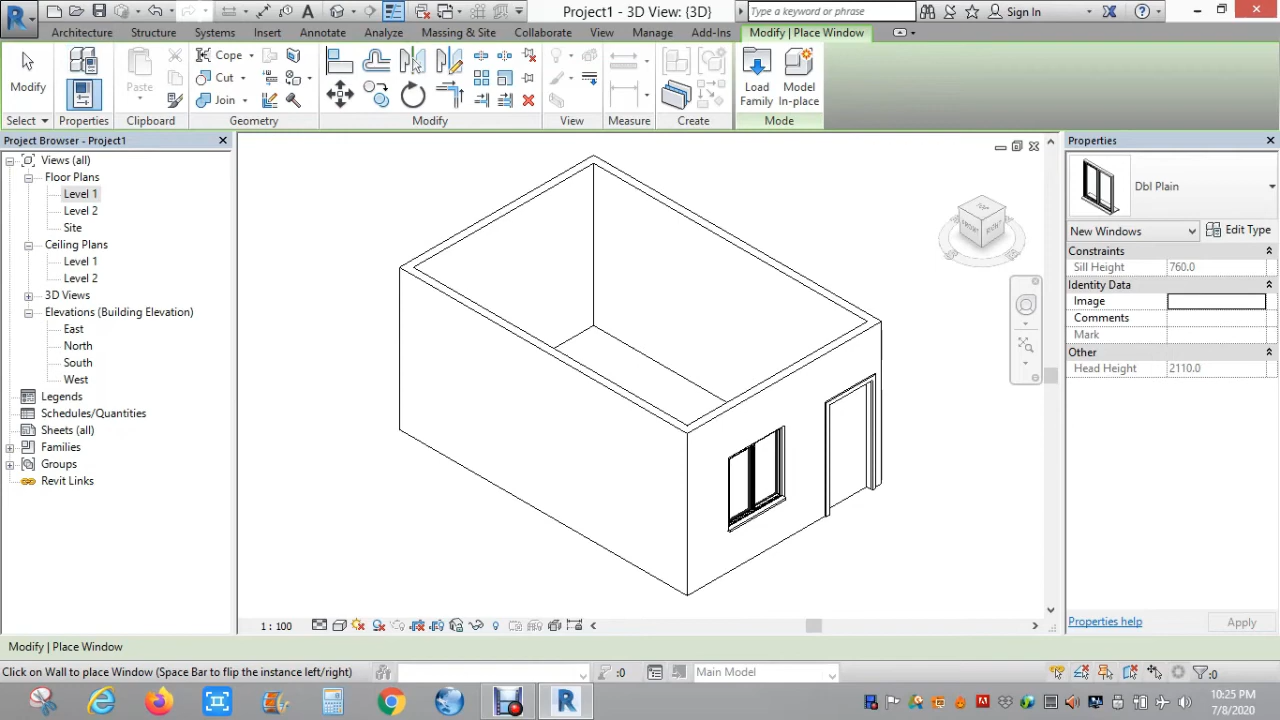 Project1 - 3D View: {3D}
Type a keyword or phrase
Sign In
Architecture
Structure
Systems
Insert
Annotate
Analyze
Massing & Site
Collaborate
View
Manage
Add-Ins
Modify | Place Window
Modify
Paste
Cope
Cut
Join
Load Family
Model In-place
Select
Properties
Clipboard
Geometry
Modify
View
Measure
Create
Mode
Project Browser - Project1
Views (all)
Floor Plans
Level 1
Level 2
Site
Ceiling Plans
Level 1
Level 2
3D Views
Elevations (Building Elevation)
East
North
South
West
Legends
Schedules/Quantities
Sheets (all)
Families
Groups
Revit Links
Properties
Dbl Plain
New Windows
Edit Type
Constraints
Sill Height 760.0
Identity Data
Image
Comments
Mark
Other
Head Height 2110.0
Properties help
Apply
1 : 100
Modify | Place Window
Click on Wall to place Window (Space Bar to flip the instance left/right)
:0
Main Model
:0
10:25 PM
7/8/2020